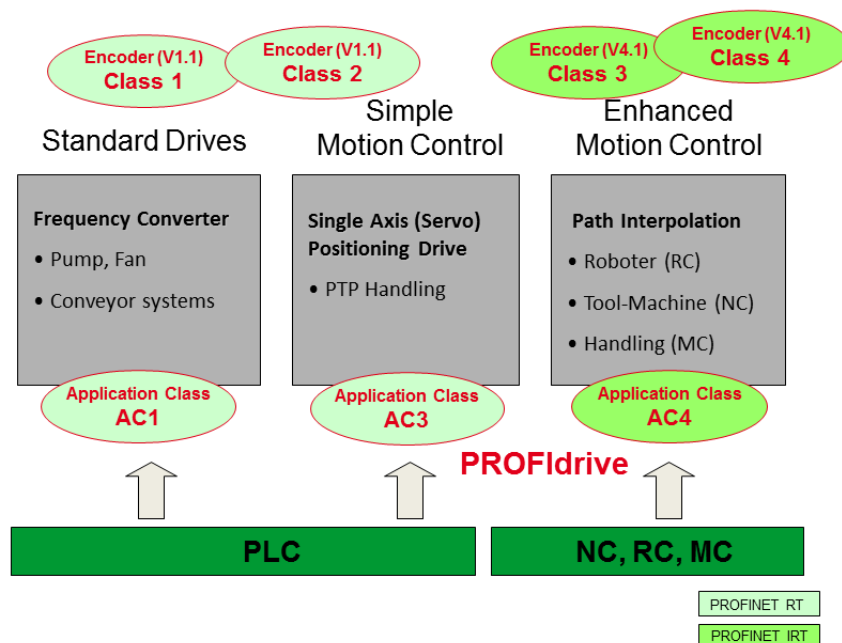 Encoder (V1.1)
Class 1
Encoder (V1.1)
Class 2
Encoder (V4.1)
Class 3
Encoder (V4.1)
Class 4
Standard Drives
Simple
Motion Control
Enhanced
Motion Control
Frequency Converter
• Pump, Fan
• Conveyor systems
Single Axis (Servo)
Positioning Drive
• PTP Handling
Path Interpolation
• Roboter (RC)
• Tool-Machine (NC)
• Handling (MC)
Application Class
AC1
Application Class
AC3
Application Class
AC4
PROFIdrive
PLC
NC, RC, MC
PROFINET RT
PROFINET IRT